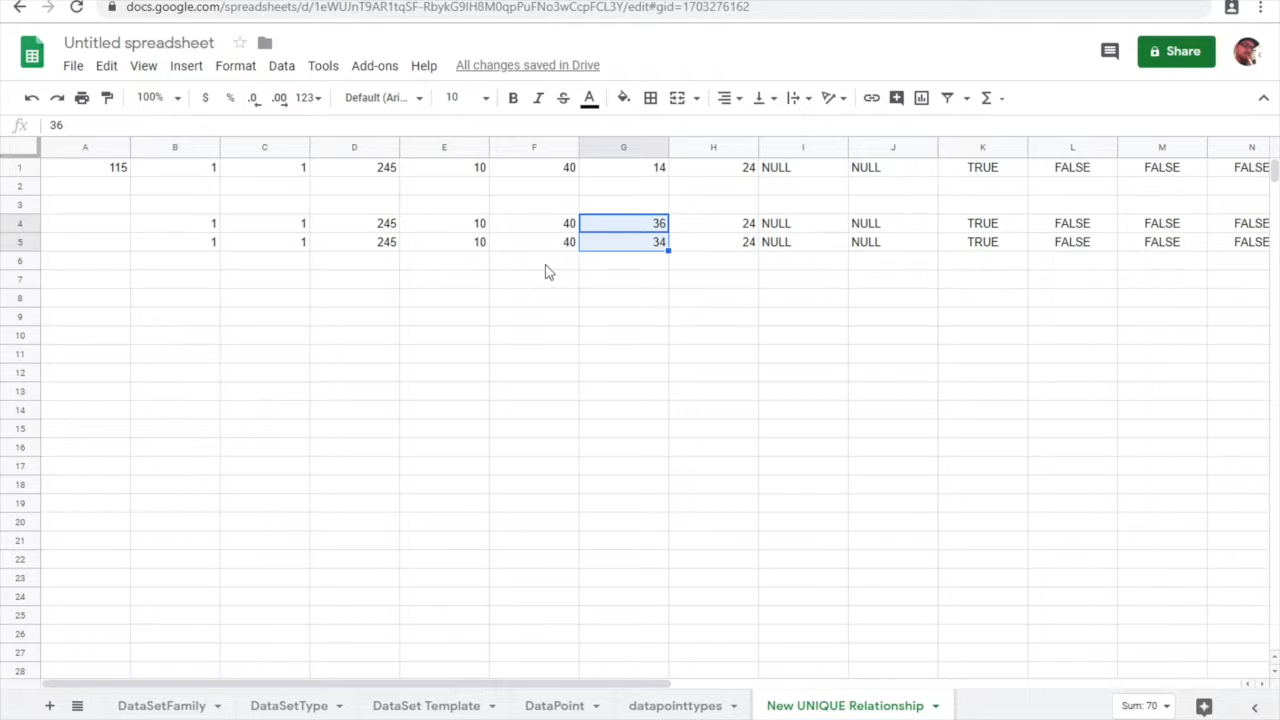 docs.google.com/spreadsheets/d/1eWUJnT9AR1tqSF-RbykG9IH8M0qpPuFNo3wCcpFCL3Y/edit#gid=1703276162
Untitled spreadsheet
File Edit View Insert Format Data Tools Add-ons Help All changes saved in Drive
Share
100% $ % .0 .00 123 Default (Ari... 10 B I S A Σ
fx 36
A B C D E F G H I J K L M N
1 115 1 1 245 10 40 14 24 NULL NULL TRUE FALSE FALSE FALSE
2
3
4 1 1 245 10 40 36 24 NULL NULL TRUE FALSE FALSE FALSE
5 1 1 245 10 40 34 24 NULL NULL TRUE FALSE FALSE FALSE
6
7
8
9
10
11
12
13
14
15
16
17
18
19
20
21
22
23
24
25
26
27
28
DataSetFamily DataSetType DataSet Template DataPoint datapointtypes New UNIQUE Relationship Sum: 70